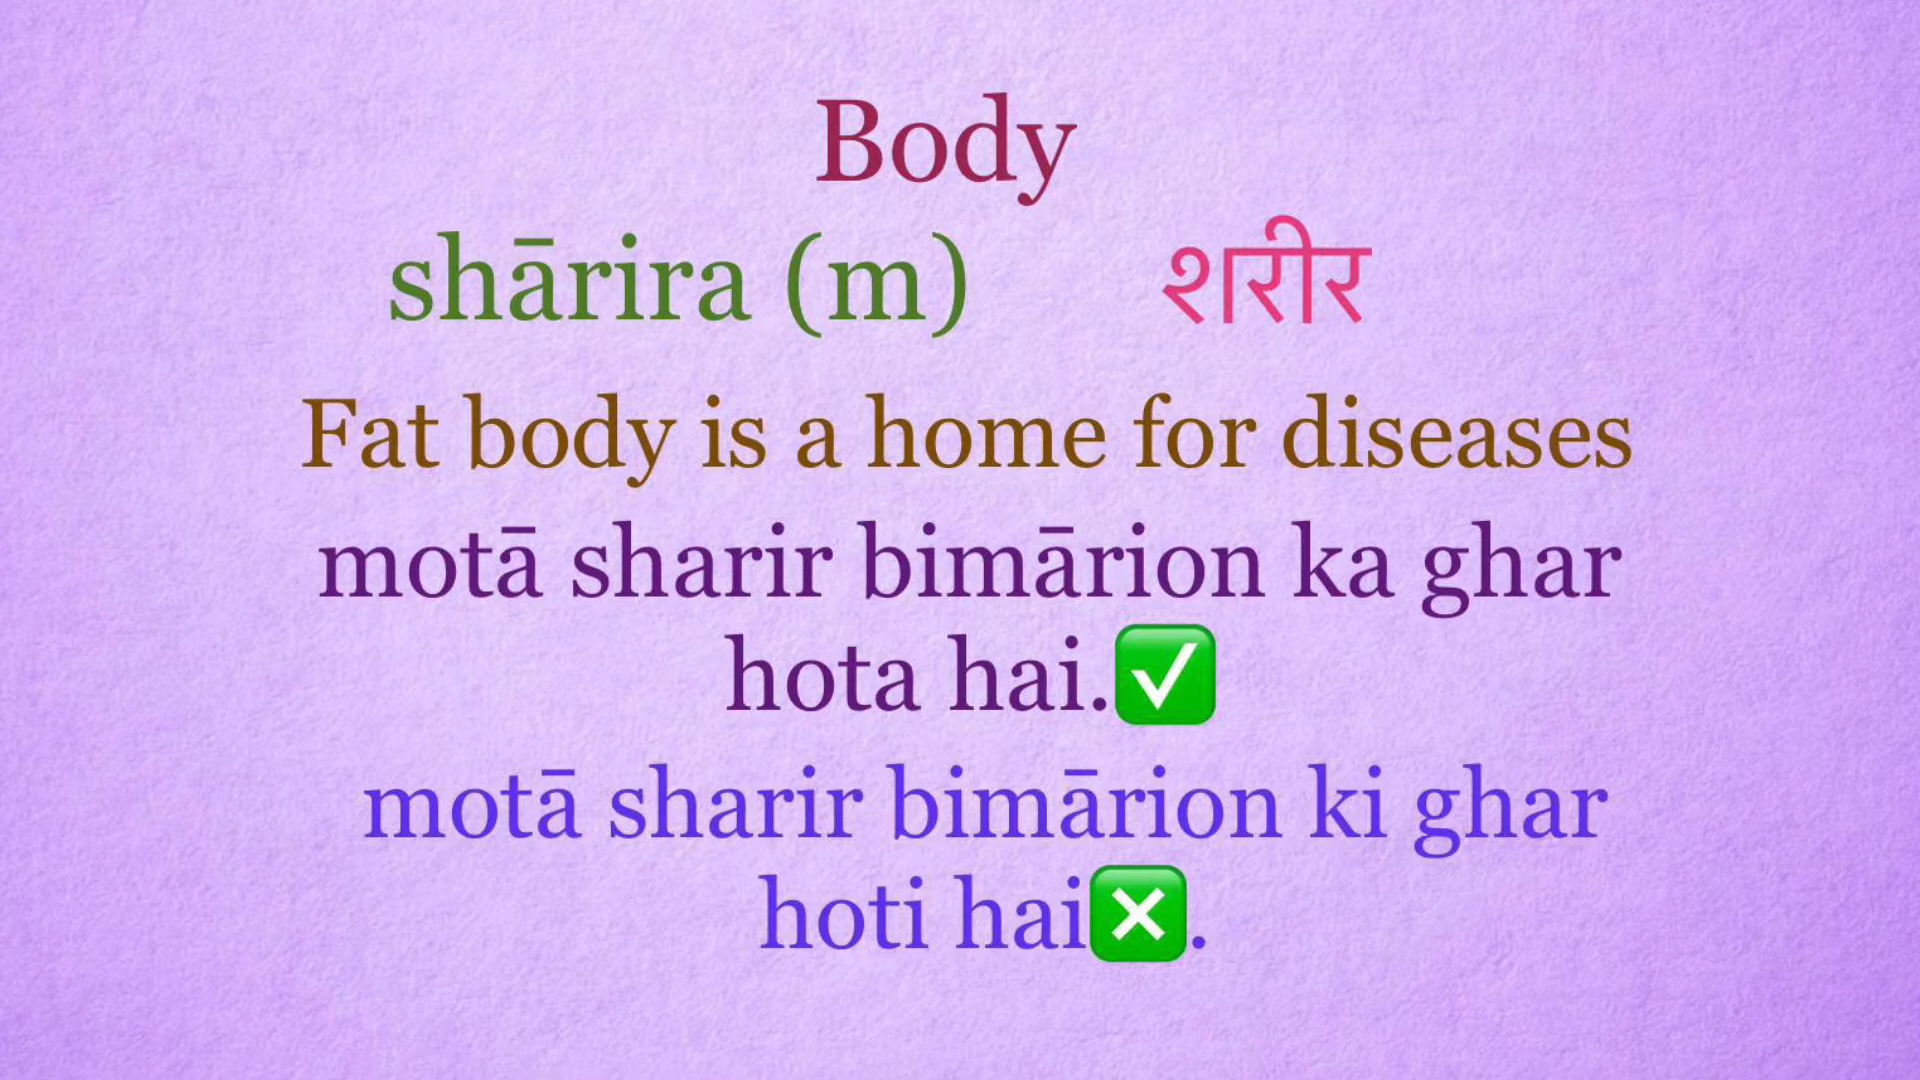 Body
shārira (m) शरीर
Fat body is a home for diseases
motā sharir bimārion ka ghar
hota hai.✅
motā sharir bimārion ki ghar
hoti hai❎.